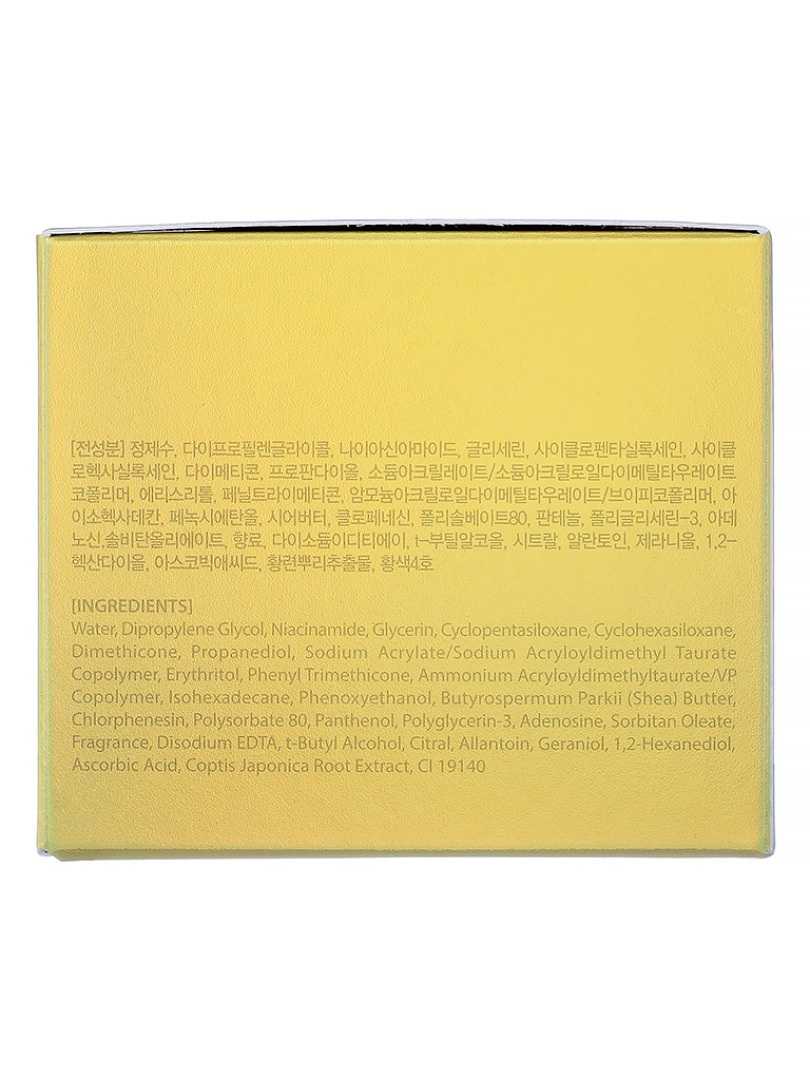 [전성분] 정제수, 다이프로필렌글라이콜, 나이아신아마이드, 글리세린, 사이클로펜타실록세인, 사이클
로헥사실록세인, 다이메티콘, 프로판다이올, 소듐아크릴레이트/소듐아크릴로일다이메틸타우레이트
코폴리머, 에리스리톨, 페닐트라이메티콘, 암모늄아크릴로일다이메틸타우레이트/브이피코폴리머, 아
이소헥사데칸, 페녹시에탄올, 시어버터, 클로페네신, 폴리솔베이트80, 판테놀, 폴리글리세린-3, 아데
노신,솔비탄올리에이트, 향료, 다이소듐이디티에이, t-부틸알코올, 시트랄, 알란토인, 제라니올, 1,2-
헥산다이올, 아스코빅애씨드, 황련뿌리추출물, 황색4호
[INGREDIENTS]
Water, Dipropylene Glycol, Niacinamide, Glycerin, Cyclopentasiloxane, Cyclohexasiloxane,
Dimethicone, Propanediol, Sodium Acrylate/Sodium Acryloyldimethyl Taurate
Copolymer, Erythritol, Phenyl Trimethicone, Ammonium Acryloyldimethyltaurate/VP
Copolymer, Isohexadecane, Phenoxyethanol, Butyrospermum Parkii (Shea) Butter,
Chlorphenesin, Polysorbate 80, Panthenol, Polyglycerin-3, Adenosine, Sorbitan Oleate,
Fragrance, Disodium EDTA, t-Butyl Alcohol, Citral, Allantoin, Geraniol, 1,2-Hexanediol,
Ascorbic Acid, Coptis Japonica Root Extract, CI 19140